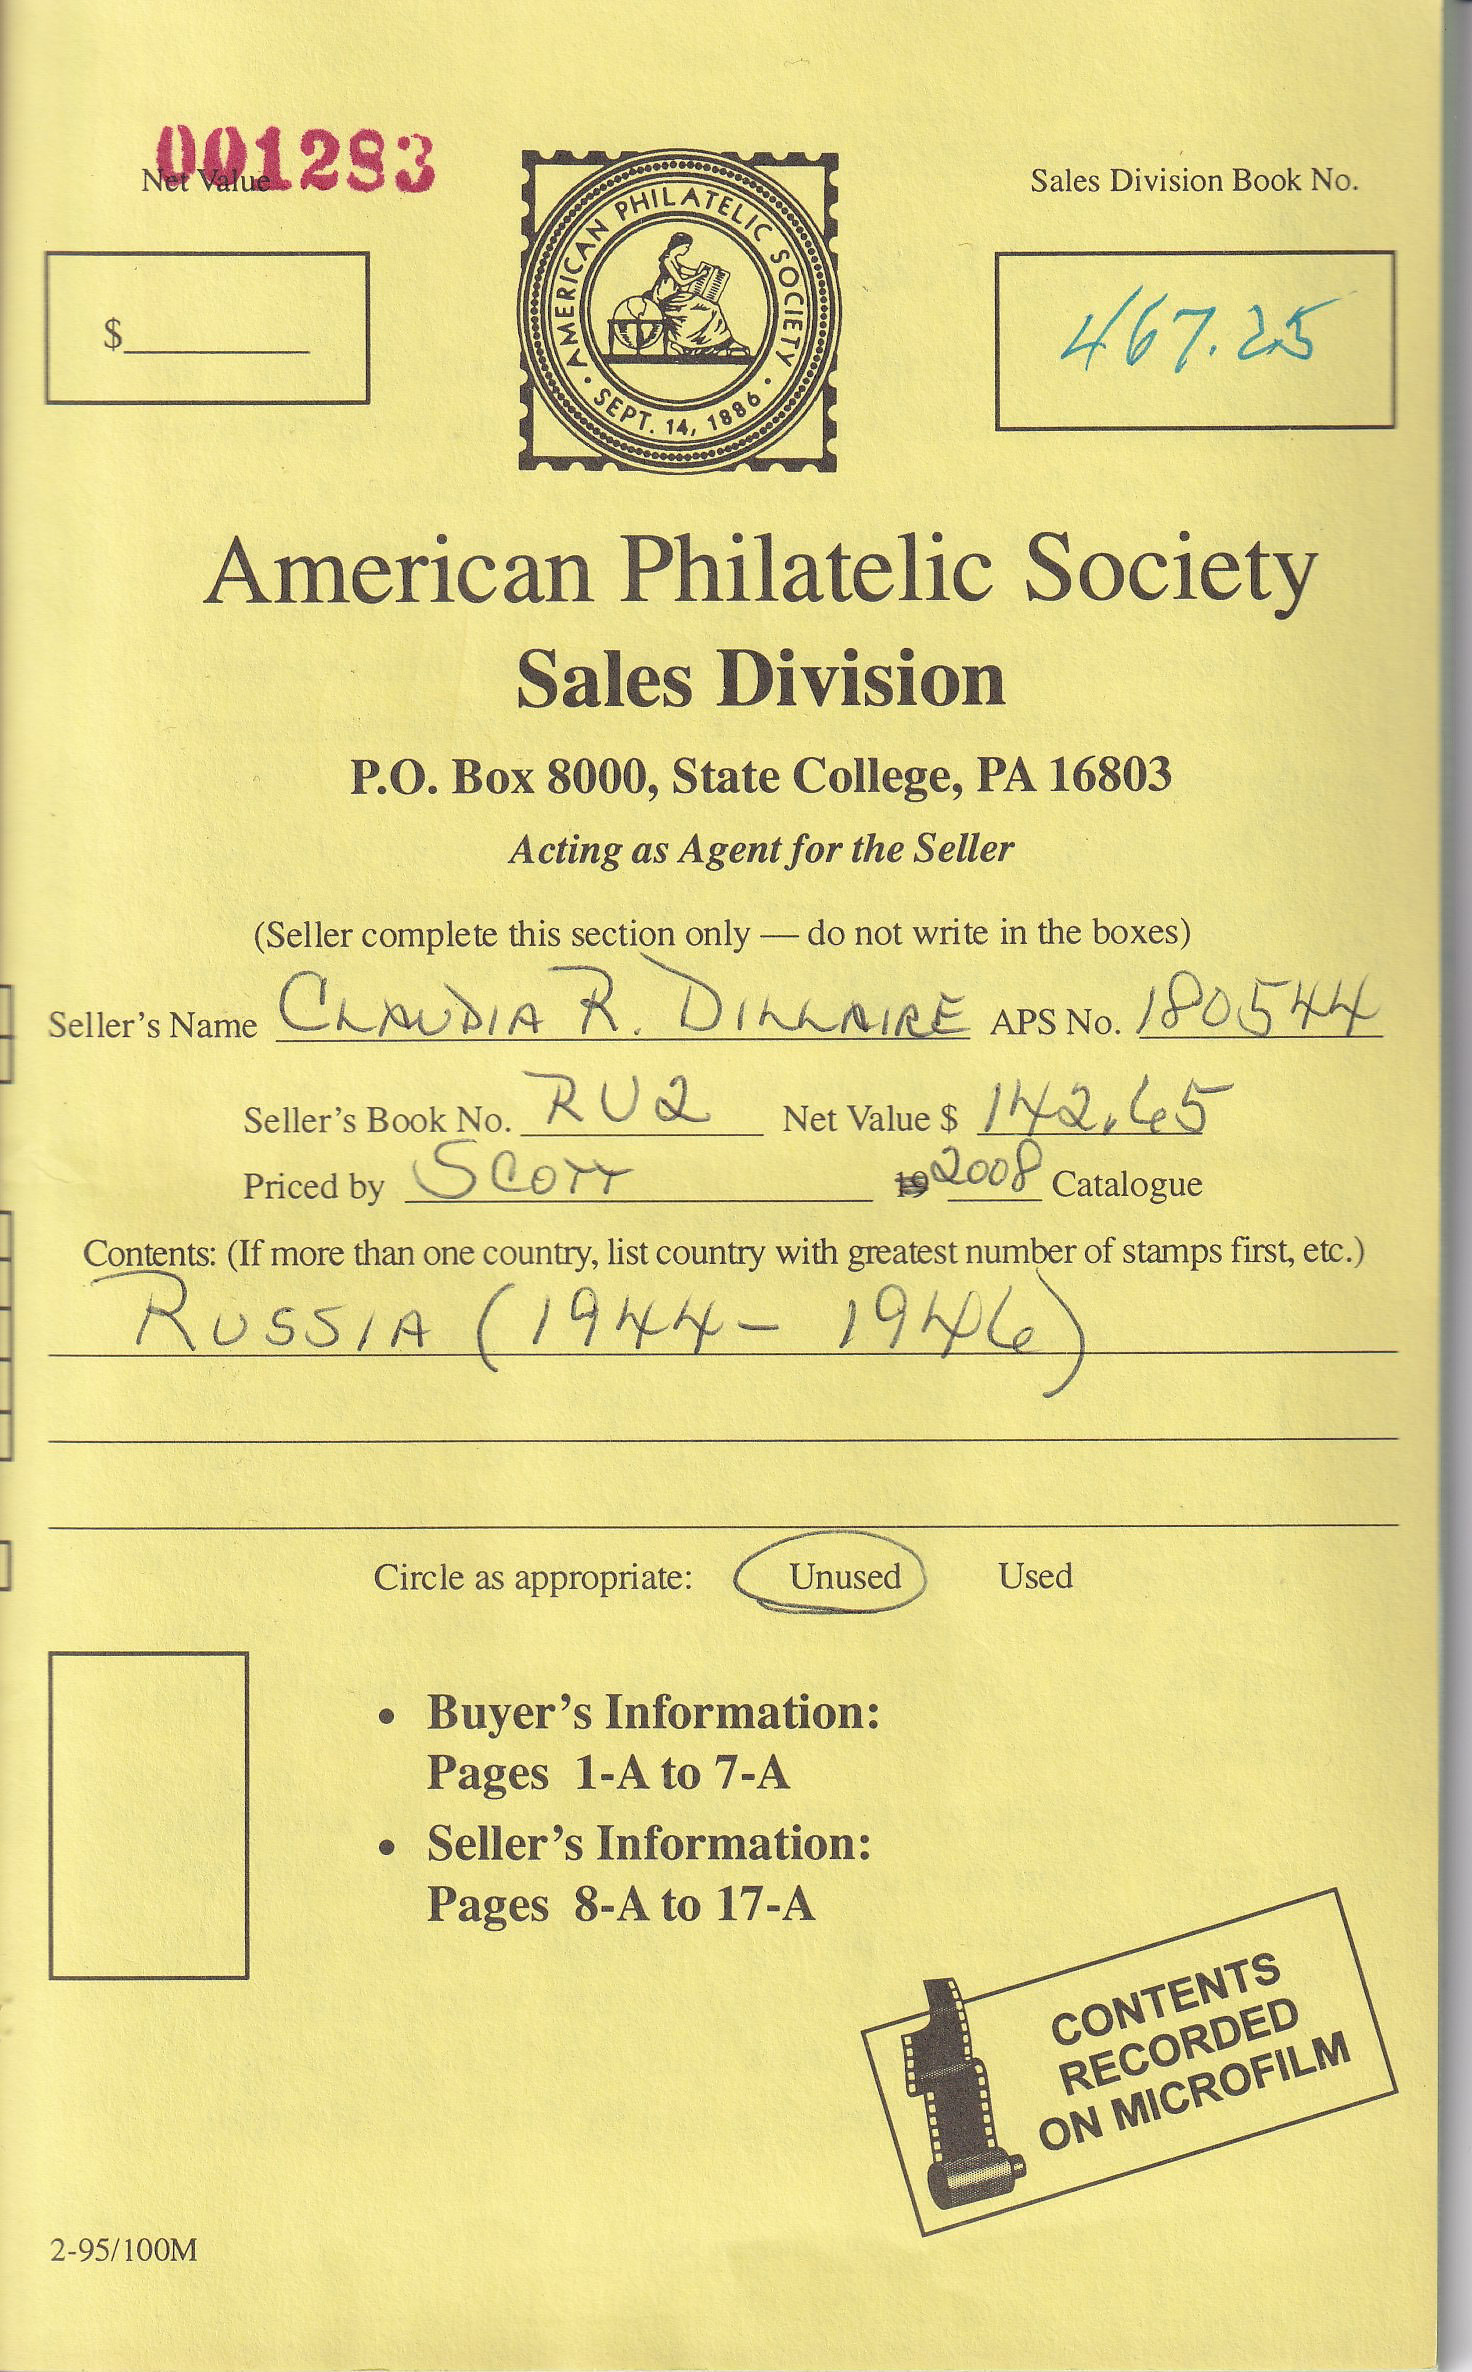 001283
Net Value
Sales Division Book No.
AMERICAN PHILATELIC SOCIETY
· SEPT. 14, 1886 ·
$
467.25
American Philatelic Society
Sales Division
P.O. Box 8000, State College, PA 16803
Acting as Agent for the Seller
(Seller complete this section only — do not write in the boxes)
Seller's Name CLAUDIA R. DILLAIRE APS No. 180544
Seller's Book No. RU2 Net Value $ 142.65
Priced by SCOTT 19 2008 Catalogue
Contents: (If more than one country, list country with greatest number of stamps first, etc.)
RUSSIA (1944- 1946)
Circle as appropriate: Unused Used
• Buyer's Information:
Pages 1-A to 7-A
• Seller's Information:
Pages 8-A to 17-A
CONTENTS
RECORDED
ON MICROFILM
2-95/100M